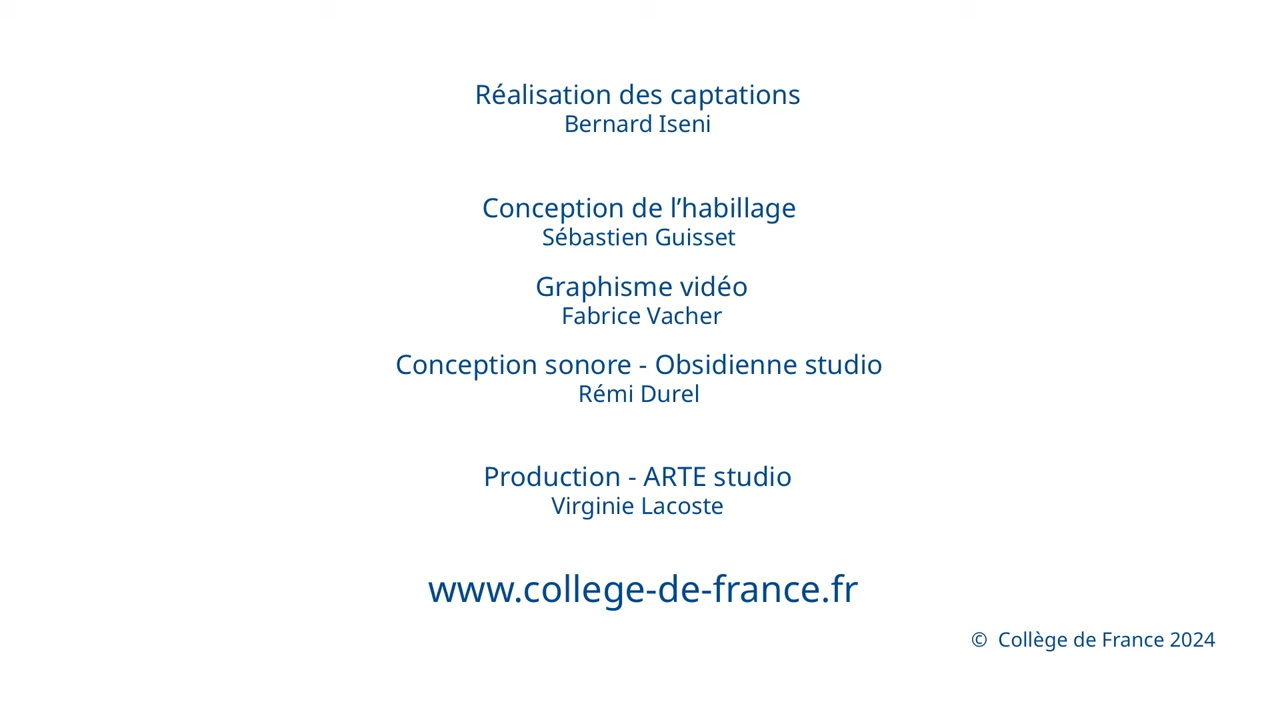 Réalisation des captations
Bernard Iseni
Conception de l’habillage
Sébastien Guisset
Graphisme vidéo
Fabrice Vacher
Conception sonore - Obsidienne studio
Rémi Durel
Production - ARTE studio
Virginie Lacoste
www.college-de-france.fr
© Collège de France 2024